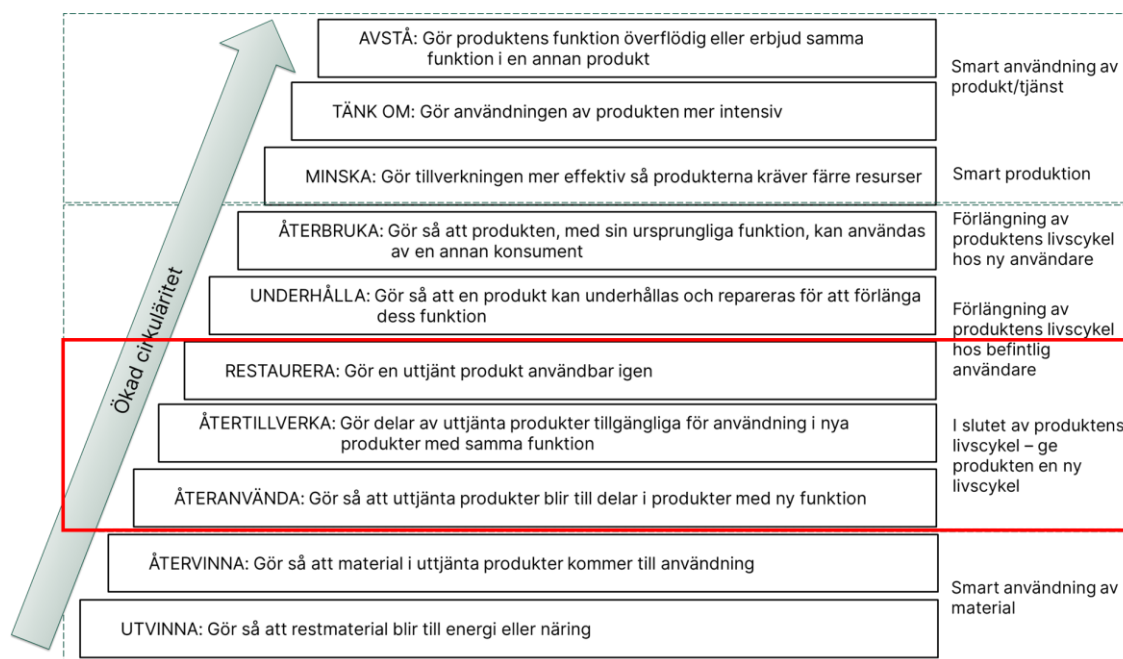 AVSTÅ: Gör produktens funktion överflödig eller erbjud samma
funktion i en annan produkt
Smart användning av
produkt/tjänst
TÄNK OM: Gör användningen av produkten mer intensiv
MINSKA: Gör tillverkningen mer effektiv så produkterna kräver färre resurser
Smart produktion
ÅTERBRUKA: Gör så att produkten, med sin ursprungliga funktion, kan användas
av en annan konsument
Förlängning av
produktens livscykel
hos ny användare
UNDERHÅLLA: Gör så att en produkt kan underhållas och repareras för att förlänga
dess funktion
Förlängning av
produktens livscykel
hos befintlig
användare
RESTAURERA: Gör en uttjänt produkt användbar igen
ÅTERTILLVERKA: Gör delar av uttjänta produkter tillgängliga för användning i nya
produkter med samma funktion
I slutet av produktens
livscykel – ge
produkten en ny
livscykel
ÅTERANVÄNDA: Gör så att uttjänta produkter blir till delar i produkter med ny funktion
ÅTERVINNA: Gör så att material i uttjänta produkter kommer till användning
Smart användning av
material
UTVINNA: Gör så att restmaterial blir till energi eller näring
Ökad cirkuläritet